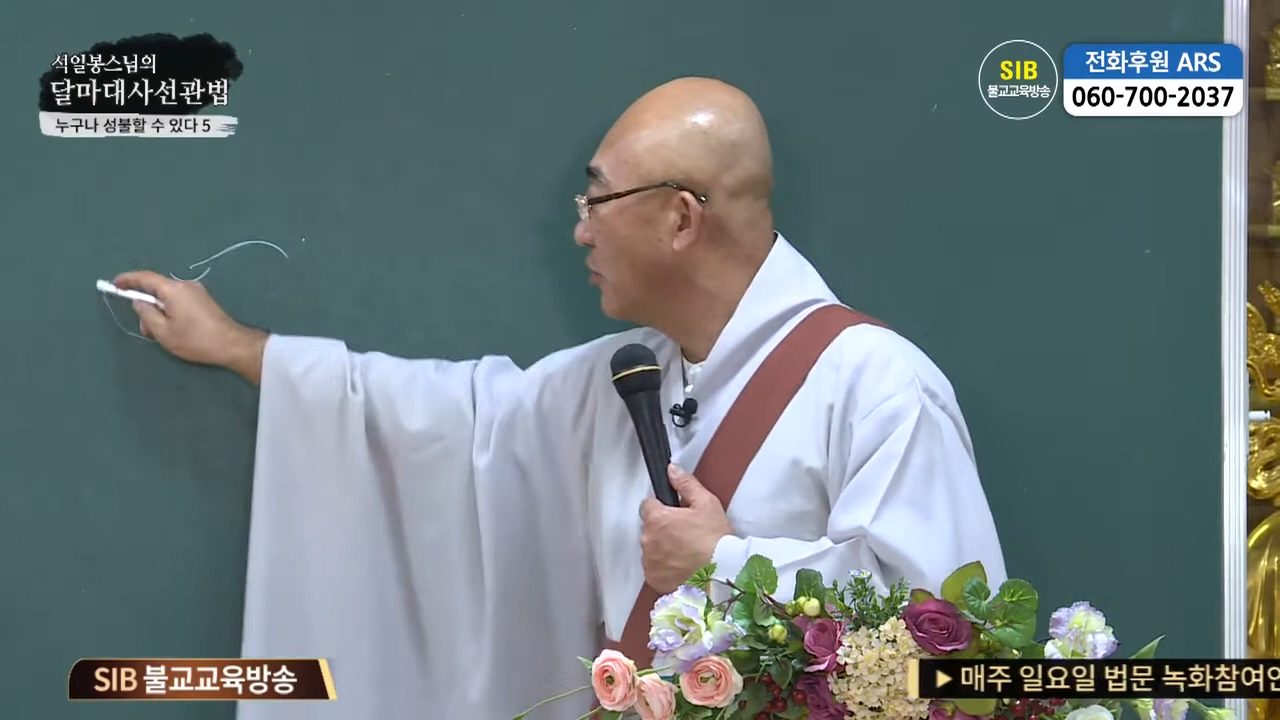 석일봉스님의
달마대사선관법
누구나 성불할 수 있다 5
SIB
불교교육방송
전화후원 ARS
060-700-2037
SIB 불교교육방송
▶ 매주 일요일 법문 녹화참여안